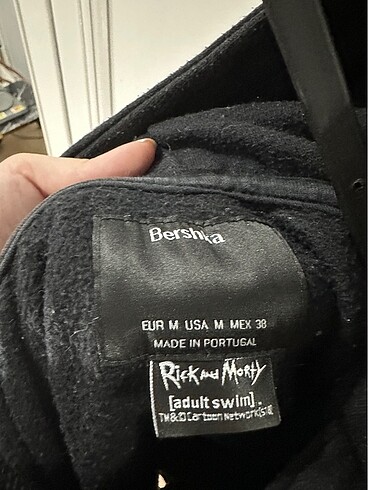 Bershka
EUR M USA M MEX 38
MADE IN PORTUGAL
Rick and Morty
[adult swim].
TM & © Cartoon Network